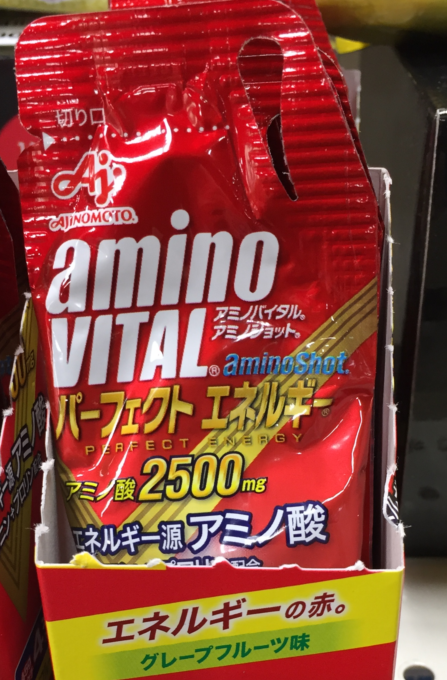 切り口
Aj
AJINOMOTO®
amino
VITAL®
アミノバイタル®
アミノショット®
aminoShot®
パーフェクト エネルギー®
PERFECT ENERGY
アミノ酸 2500mg
エネルギー源 アミノ酸
エネルギーの赤。
グレープフルーツ味